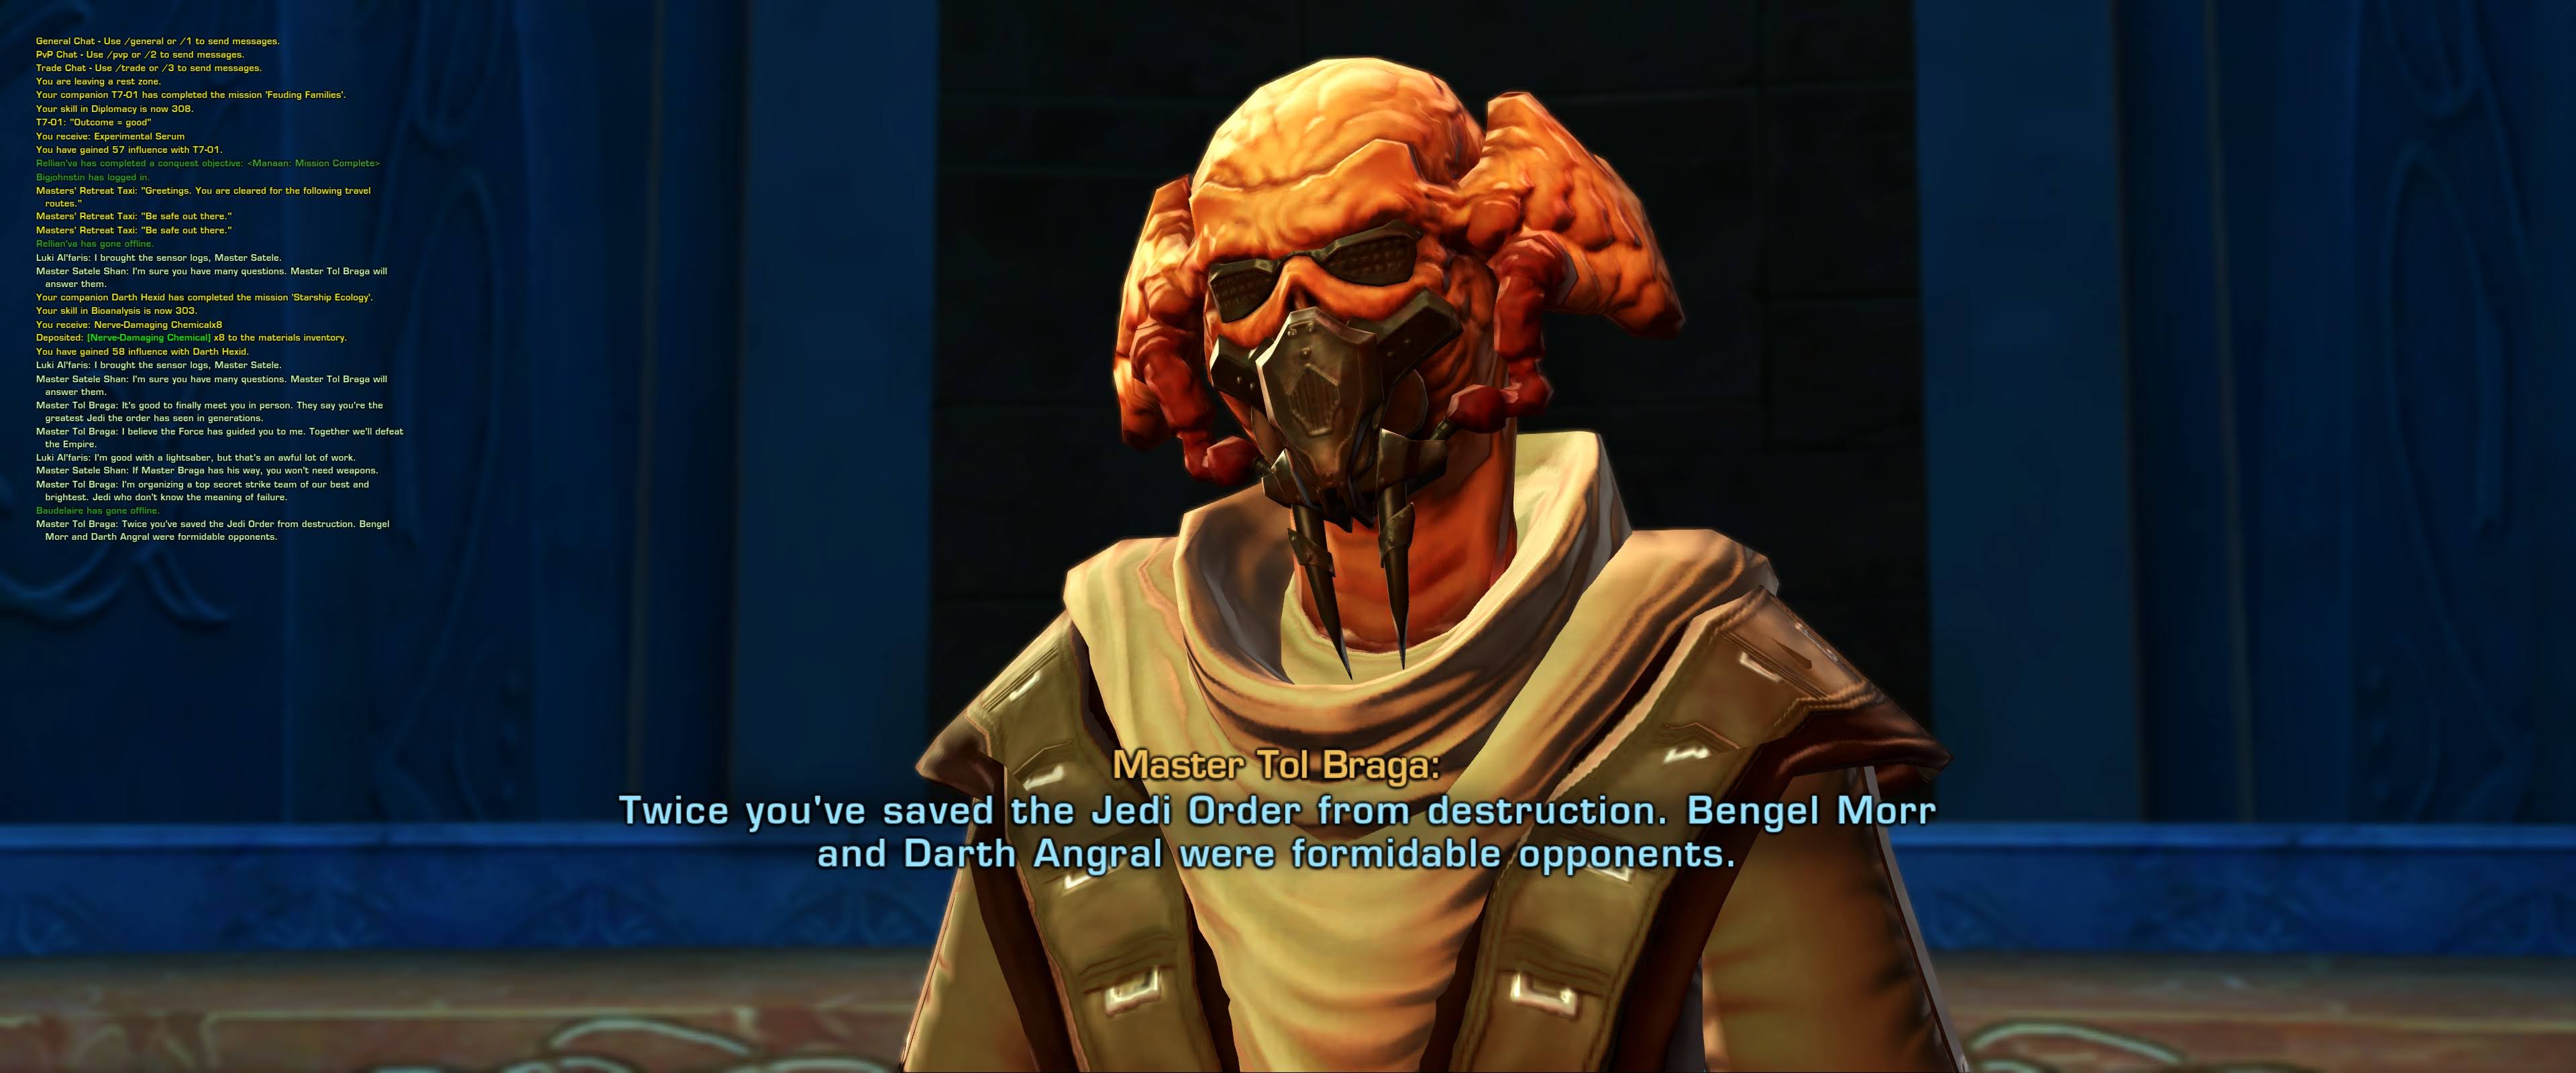 General Chat - Use /general or /1 to send messages.
PvP Chat - Use /pvp or /2 to send messages.
Trade Chat - Use /trade or /3 to send messages.
You are leaving a rest zone.
Your companion T7-O1 has completed the mission 'Feuding Families'.
Your skill in Diplomacy is now 308.
T7-O1: "Outcome = good"
You receive: Experimental Serum
You have gained 57 influence with T7-O1.
Rellian'va has completed a conquest objective: <Manaan: Mission Complete>
Bigjohnstin has logged in.
Masters' Retreat Taxi: "Greetings. You are cleared for the following travel
routes."
Masters' Retreat Taxi: "Be safe out there."
Masters' Retreat Taxi: "Be safe out there."
Rellian'va has gone offline.
Luki Al'faris: I brought the sensor logs, Master Satele.
Master Satele Shan: I'm sure you have many questions. Master Tol Braga will
answer them.
Your companion Darth Hexid has completed the mission 'Starship Ecology'.
Your skill in Bioanalysis is now 303.
You receive: Nerve-Damaging Chemicalx8
Deposited: [Nerve-Damaging Chemical] x8 to the materials inventory.
You have gained 58 influence with Darth Hexid.
Luki Al'faris: I brought the sensor logs, Master Satele.
Master Satele Shan: I'm sure you have many questions. Master Tol Braga will
answer them.
Master Tol Braga: It's good to finally meet you in person. They say you're the
greatest Jedi the order has seen in generations.
Master Tol Braga: I believe the Force has guided you to me. Together we'll defeat
the Empire.
Luki Al'faris: I'm good with a lightsaber, but that's an awful lot of work.
Master Satele Shan: If Master Braga has his way, you won't need weapons.
Master Tol Braga: I'm organizing a top secret strike team of our best and
brightest. Jedi who don't know the meaning of failure.
Baudelaire has gone offline.
Master Tol Braga: Twice you've saved the Jedi Order from destruction. Bengel
Morr and Darth Angral were formidable opponents.
Master Tol Braga:
Twice you've saved the Jedi Order from destruction. Bengel Morr
and Darth Angral were formidable opponents.